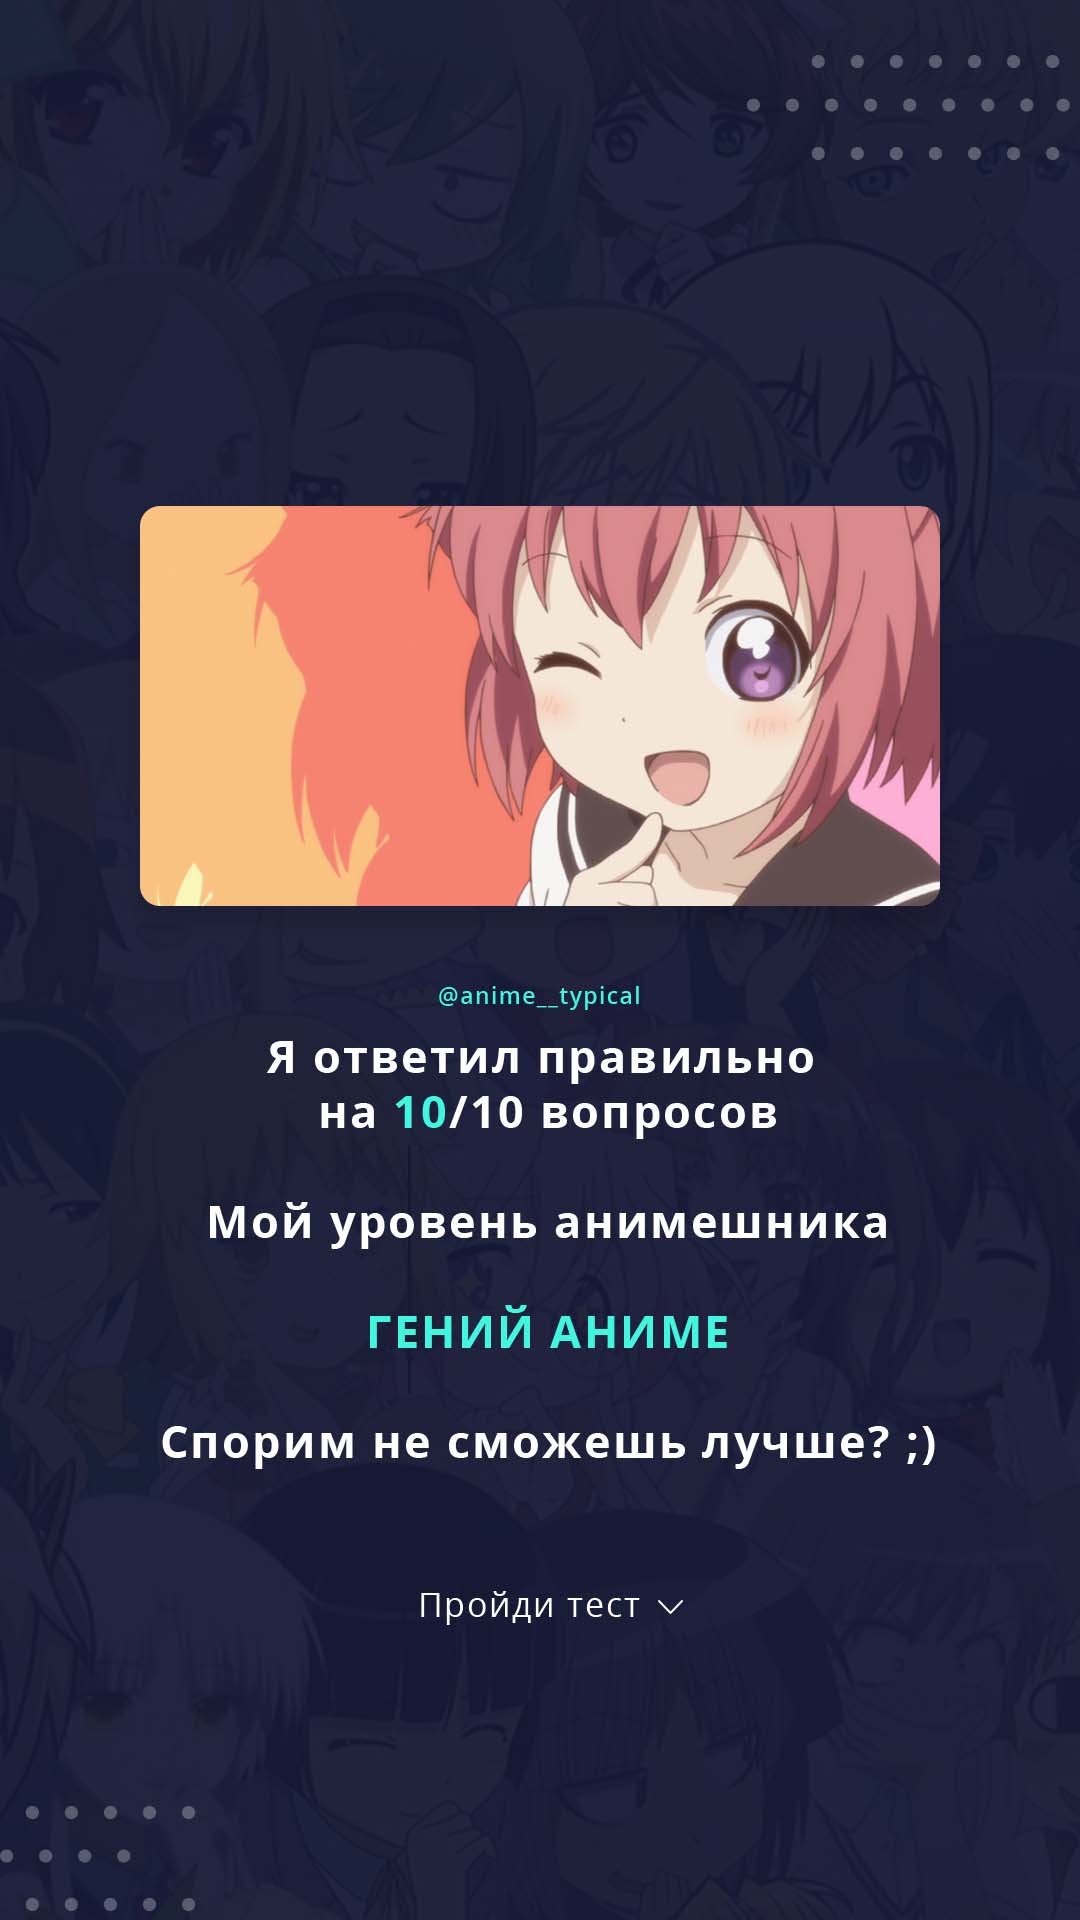 @anime__typical
Я ответил правильно
на 10/10 вопросов
Мой уровень анимешника
ГЕНИЙ АНИМЕ
Спорим не сможешь лучше? ;)
Пройди тест